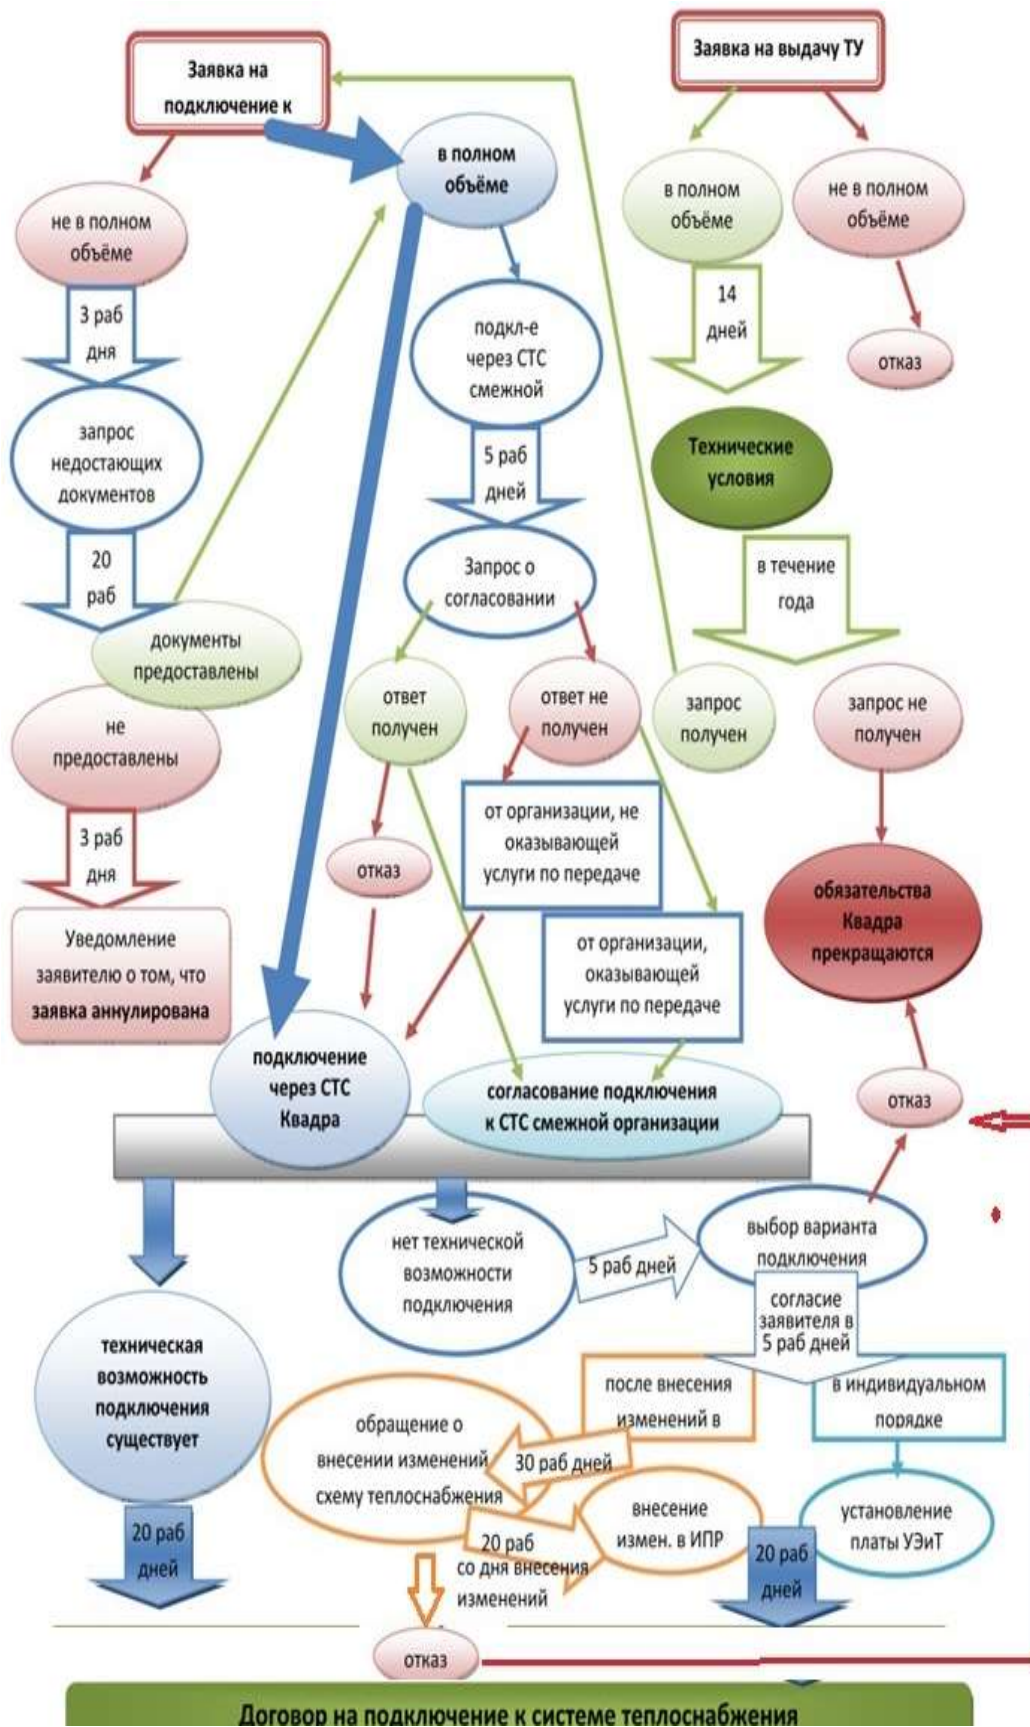 Заявка на
подключение к
Заявка на выдачу ТУ
в полном
объёме
в полном
объёме
не в полном
объёме
не в полном
объёме
3 раб
дня
подкл-е
через СТС
смежной
14
дней
отказ
запрос
недостающих
документов
5 раб
дней
Технические
условия
20
раб
Запрос о
согласовании
в течение
года
документы
предоставлены
не
предоставлены
ответ
получен
ответ не
получен
запрос
получен
запрос не
получен
3 раб
дня
отказ
от организации, не
оказывающей
услуги по передаче
обязательства
Квадра
прекращаются
Уведомление
заявителю о том, что
заявка аннулирована
от организации,
оказывающей
услуги по передаче
подключение
через СТС
Квадра
согласование подключения
к СТС смежной организации
отказ
нет технической
возможности
подключения
5 раб дней
выбор варианта
подключения
согласие
заявителя в
5 раб дней
техническая
возможность
подключения
существует
после внесения
изменений в
в индивидуальном
порядке
обращение о
внесении изменений
схему теплоснабжения
30 раб дней
внесение
измен. в ИПР
установление
платы УЭиТ
20 раб
дней
20 раб
со дня внесения
изменений
20 раб
дней
отказ
Договор на подключение к системе теплоснабжения